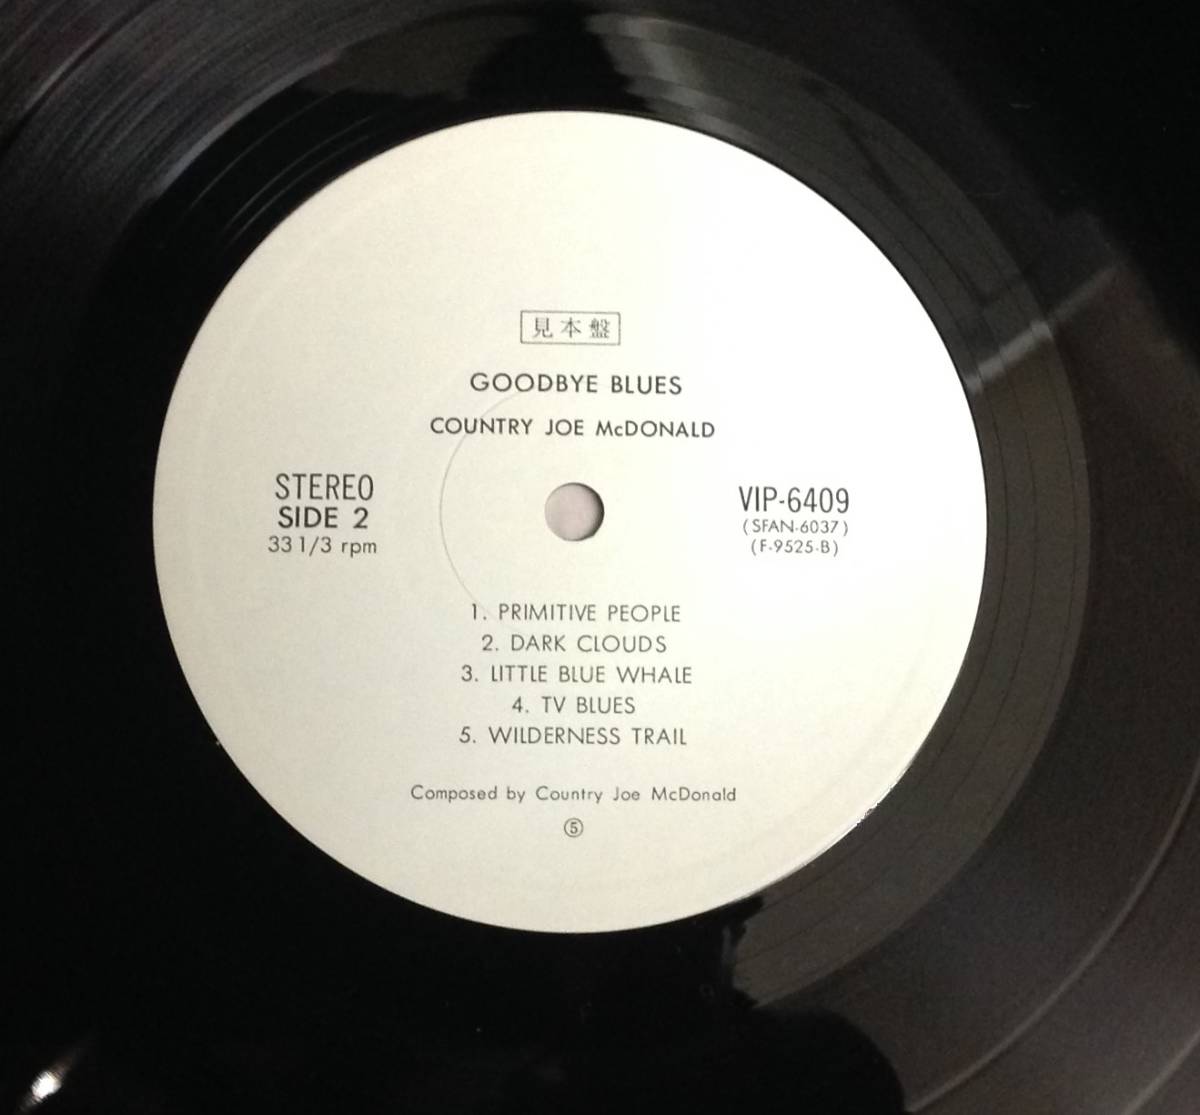 見本盤
GOODBYE BLUES
COUNTRY JOE McDONALD
STEREO
SIDE 2
33 1/3 rpm
VIP-6409
(SFAN-6037)
(F-9525-B)
1. PRIMITIVE PEOPLE
2. DARK CLOUDS
3. LITTLE BLUE WHALE
4. TV BLUES
5. WILDERNESS TRAIL
Composed by Country Joe McDonald
⑤